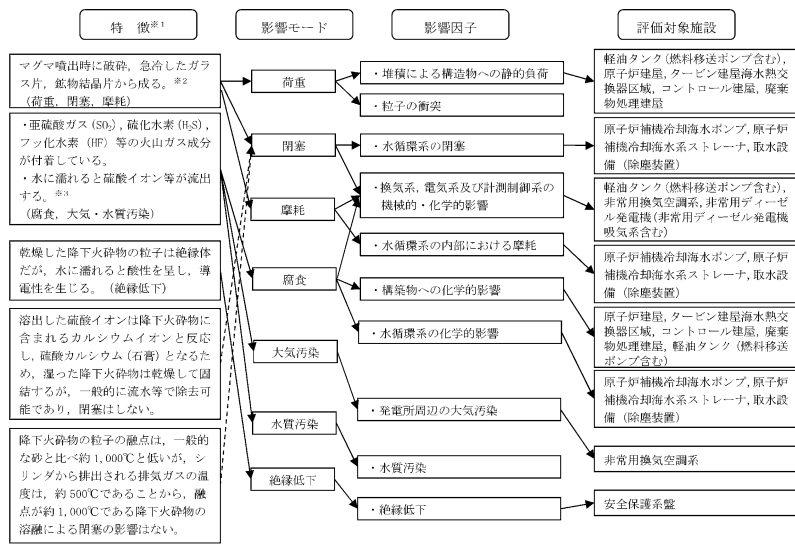 特　徴※1
影響モード
影響因子
評価対象施設
マグマ噴出時に破砕，急冷したガラ
ス片，鉱物結晶片から成る。※2
（荷重，閉塞，摩耗）
・亜硫酸ガス(SO₂)，硫化水素(H₂S)，
フッ化水素（HF）等の火山ガス成分
が付着している。
・水に濡れると硫酸イオン等が流出
する。※3
（腐食，大気・水質汚染）
乾燥した降下火砕物の粒子は絶縁体
だが，水に濡れると酸性を呈し，導
電性を生じる。（絶縁低下）
溶出した硫酸イオンは降下火砕物に
含まれるカルシウムイオンと反応
し，硫酸カルシウム(石膏)となるた
め，湿った降下火砕物は乾燥して固
結するが，一般的に流水等で除去可
能であり，閉塞はしない。
降下火砕物の粒子の融点は，一般的
な砂と比べ約1,000℃と低いが，シ
リンダから排出される排気ガスの温
度は，約500℃であることから，融
点が約1,000℃である降下火砕物の
溶融による閉塞の影響はない。
荷重
閉塞
摩耗
腐食
大気汚染
水質汚染
絶縁低下
・堆積による構造物への静的負荷
・粒子の衝突
・水循環系の閉塞
・換気系，電気系及び計測制御系の
機械的・化学的影響
・水循環系の内部における摩耗
・構築物への化学的影響
・水循環系の化学的影響
・発電所周辺の大気汚染
・水質汚染
・絶縁低下
軽油タンク(燃料移送ポンプ含む)，
原子炉建屋，タービン建屋海水熱交
換器区域，コントロール建屋，廃棄
物処理建屋
原子炉補機冷却海水ポンプ，原子炉
補機冷却海水系ストレーナ，取水設
備（除塵装置）
軽油タンク(燃料移送ポンプ含む)，
非常用換気空調系，非常用ディーゼ
ル発電機(非常用ディーゼル発電機
吸気系含む)
原子炉補機冷却海水ポンプ，原子炉
補機冷却海水系ストレーナ，取水設
備（除塵装置）
原子炉建屋，タービン建屋海水熱交
換器区域，コントロール建屋，廃棄
物処理建屋，軽油タンク（燃料移送
ポンプ含む）
原子炉補機冷却海水ポンプ，原子炉
補機冷却海水系ストレーナ，取水設
備（除塵装置）
非常用換気空調系
安全保護系盤